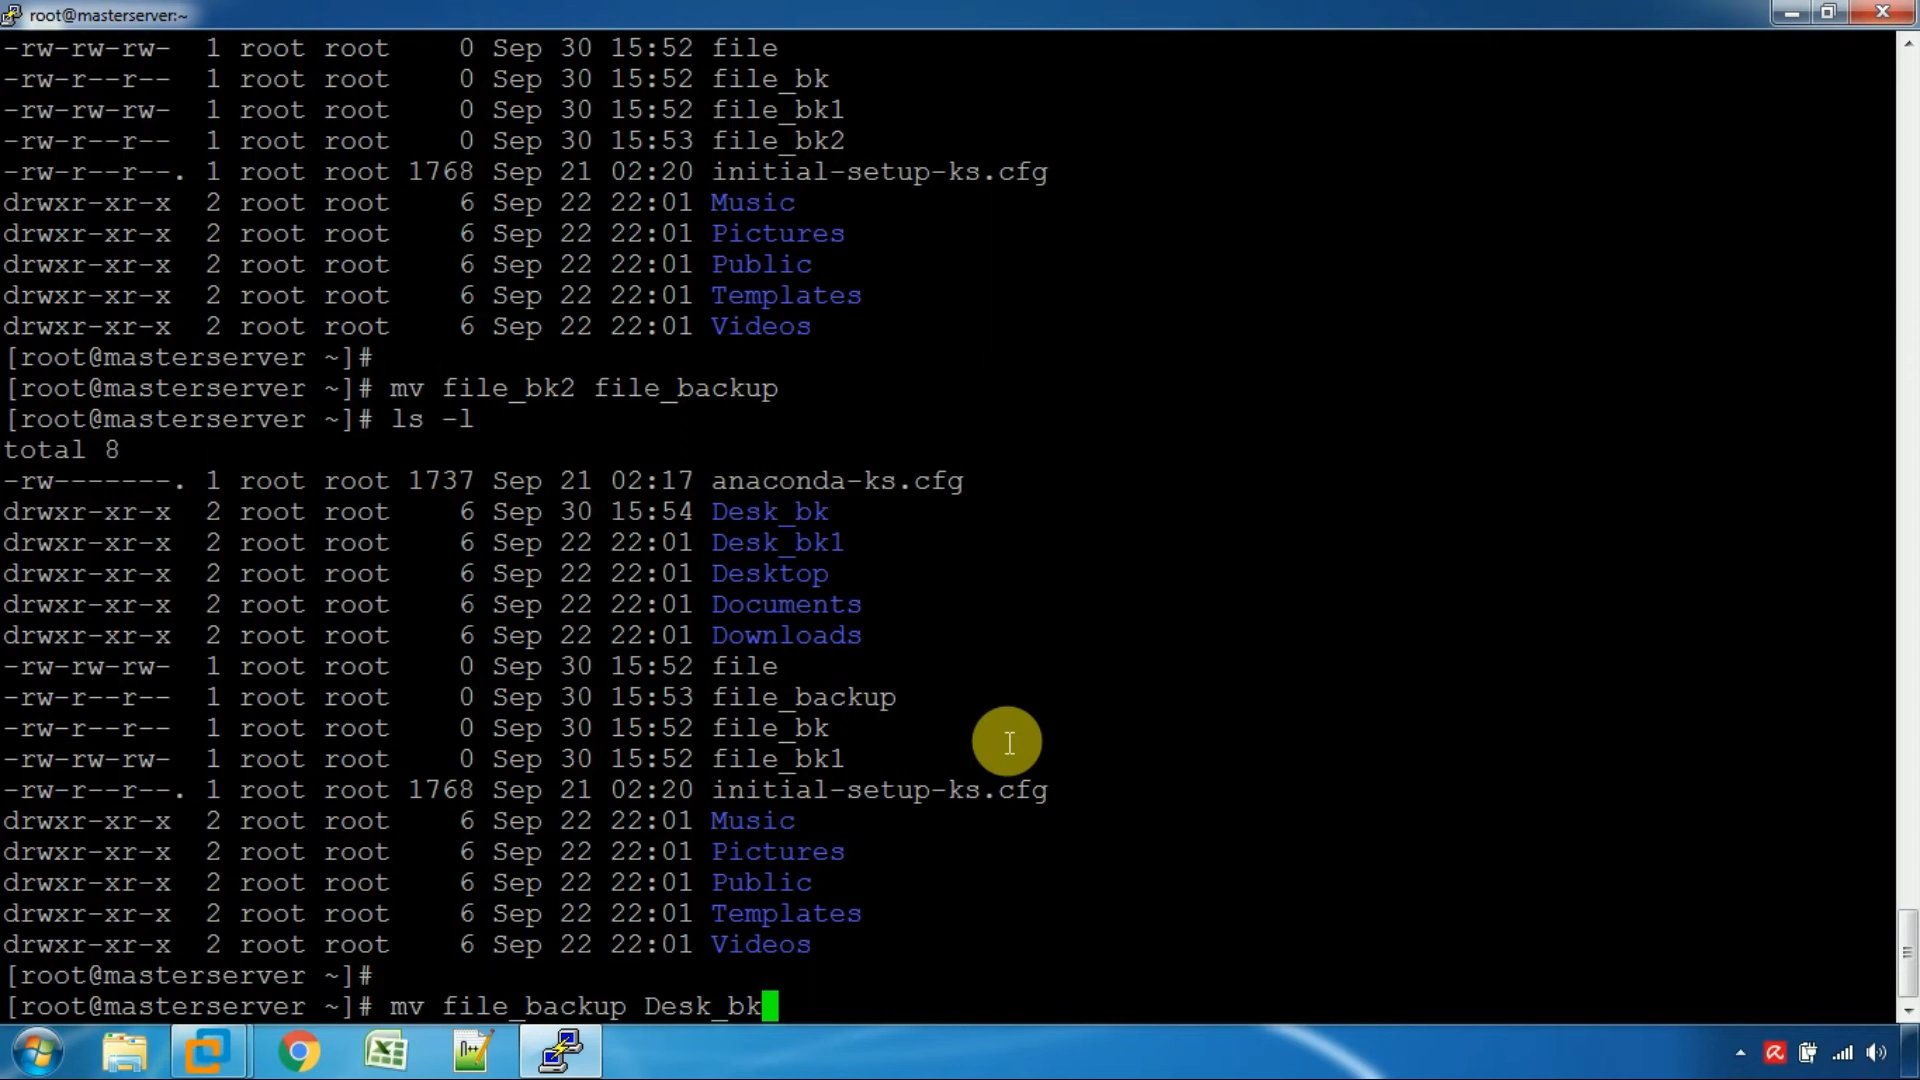 root@masterserver:~
-rw-rw-rw- 1 root root 0 Sep 30 15:52 file
-rw-r--r-- 1 root root 0 Sep 30 15:52 file_bk
-rw-rw-rw- 1 root root 0 Sep 30 15:52 file_bk1
-rw-r--r-- 1 root root 0 Sep 30 15:53 file_bk2
-rw-r--r--. 1 root root 1768 Sep 21 02:20 initial-setup-ks.cfg
drwxr-xr-x 2 root root 6 Sep 22 22:01 Music
drwxr-xr-x 2 root root 6 Sep 22 22:01 Pictures
drwxr-xr-x 2 root root 6 Sep 22 22:01 Public
drwxr-xr-x 2 root root 6 Sep 22 22:01 Templates
drwxr-xr-x 2 root root 6 Sep 22 22:01 Videos
[root@masterserver ~]#
[root@masterserver ~]# mv file_bk2 file_backup
[root@masterserver ~]# ls -l
total 8
-rw-------. 1 root root 1737 Sep 21 02:17 anaconda-ks.cfg
drwxr-xr-x 2 root root 6 Sep 30 15:54 Desk_bk
drwxr-xr-x 2 root root 6 Sep 22 22:01 Desk_bk1
drwxr-xr-x 2 root root 6 Sep 22 22:01 Desktop
drwxr-xr-x 2 root root 6 Sep 22 22:01 Documents
drwxr-xr-x 2 root root 6 Sep 22 22:01 Downloads
-rw-rw-rw- 1 root root 0 Sep 30 15:52 file
-rw-r--r-- 1 root root 0 Sep 30 15:53 file_backup
-rw-r--r-- 1 root root 0 Sep 30 15:52 file_bk
-rw-rw-rw- 1 root root 0 Sep 30 15:52 file_bk1
-rw-r--r--. 1 root root 1768 Sep 21 02:20 initial-setup-ks.cfg
drwxr-xr-x 2 root root 6 Sep 22 22:01 Music
drwxr-xr-x 2 root root 6 Sep 22 22:01 Pictures
drwxr-xr-x 2 root root 6 Sep 22 22:01 Public
drwxr-xr-x 2 root root 6 Sep 22 22:01 Templates
drwxr-xr-x 2 root root 6 Sep 22 22:01 Videos
[root@masterserver ~]#
[root@masterserver ~]# mv file_backup Desk_bk